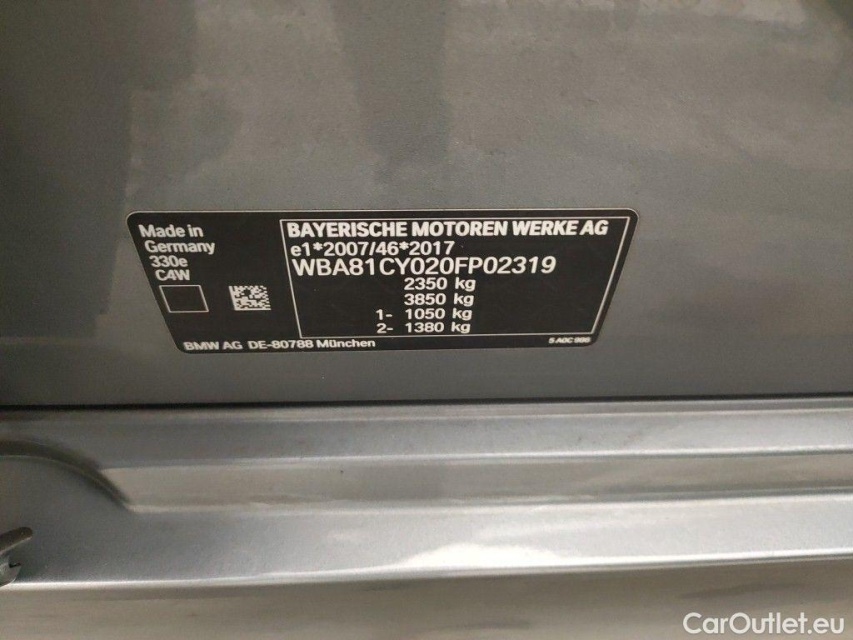 Made in
Germany
330e
C4W
BAYERISCHE MOTOREN WERKE AG
e1*2007/46*2017
WBA81CY020FP02319
2350 kg
3850 kg
1- 1050 kg
2- 1380 kg
BMW AG DE-80788 München
5 A0C 986
CarOutlet.eu